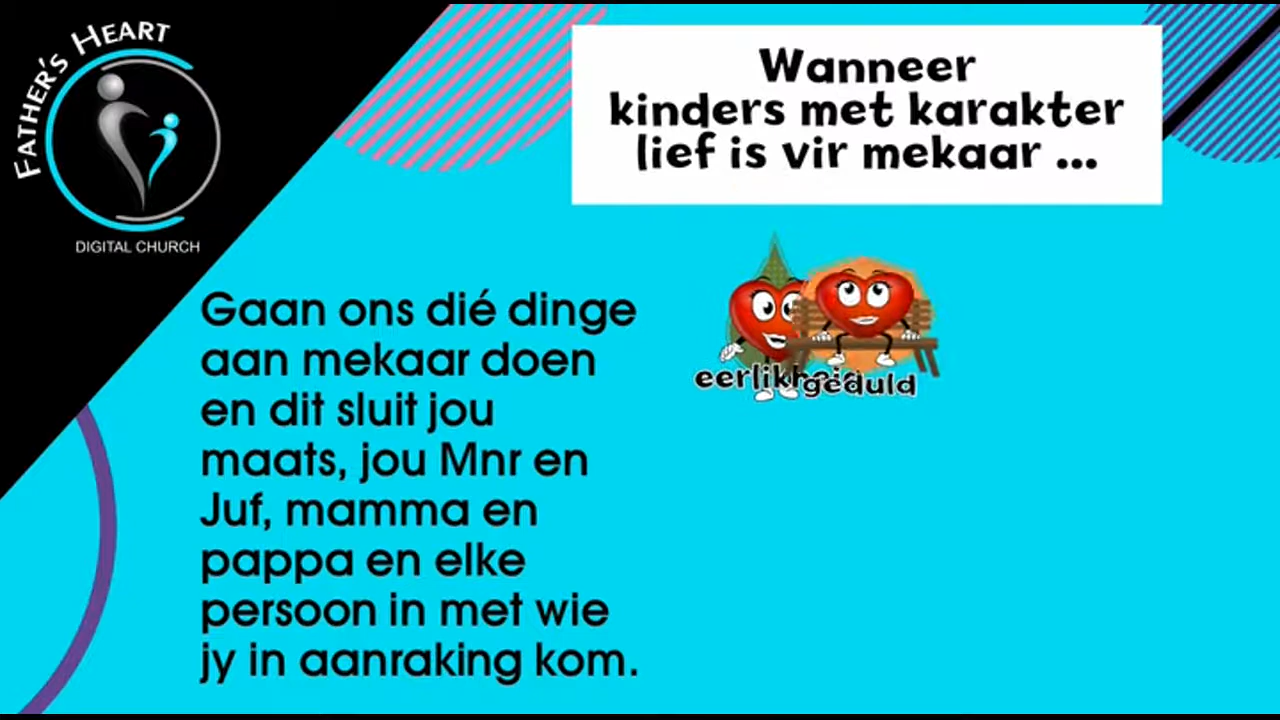 FATHER'S HEART
DIGITAL CHURCH
Wanneer
kinders met karakter
lief is vir mekaar ...
Gaan ons dié dinge
aan mekaar doen
en dit sluit jou
maats, jou Mnr en
Juf, mamma en
pappa en elke
persoon in met wie
jy in aanraking kom.
eerlikheid
geduld